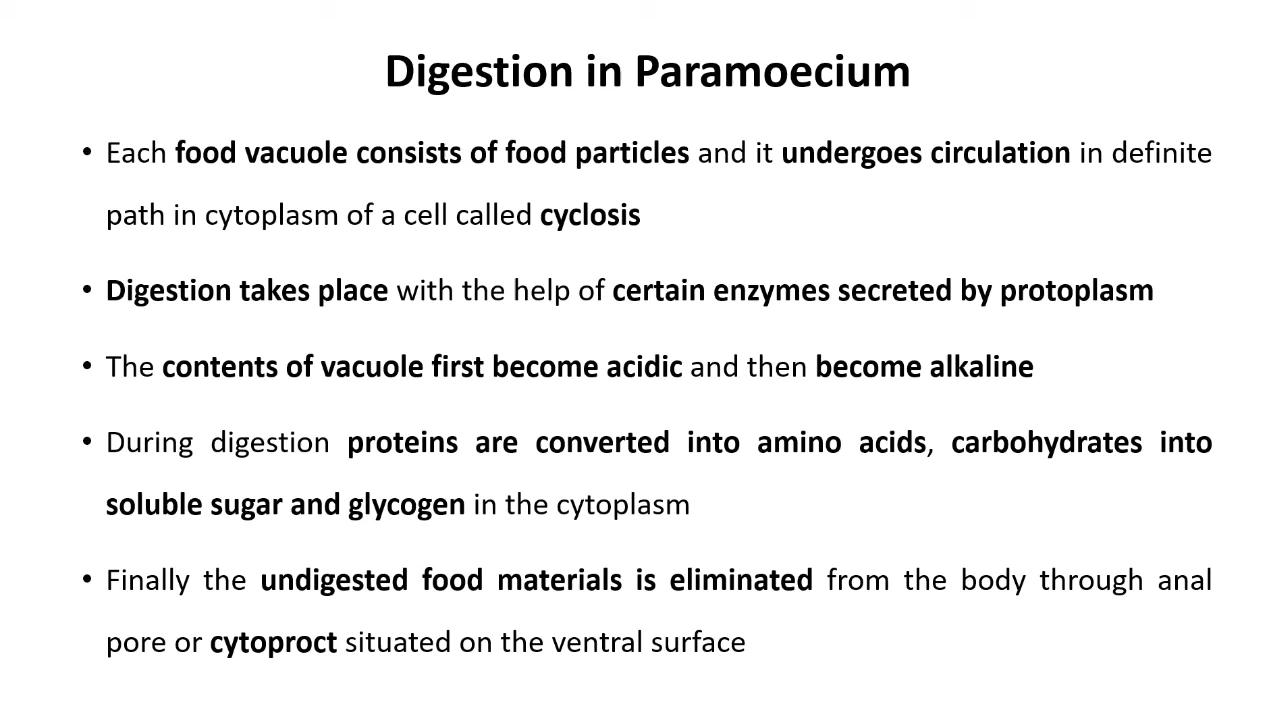 Digestion in Paramoecium
• Each food vacuole consists of food particles and it undergoes circulation in definite
path in cytoplasm of a cell called cyclosis
• Digestion takes place with the help of certain enzymes secreted by protoplasm
• The contents of vacuole first become acidic and then become alkaline
• During digestion proteins are converted into amino acids, carbohydrates into
soluble sugar and glycogen in the cytoplasm
• Finally the undigested food materials is eliminated from the body through anal
pore or cytoproct situated on the ventral surface